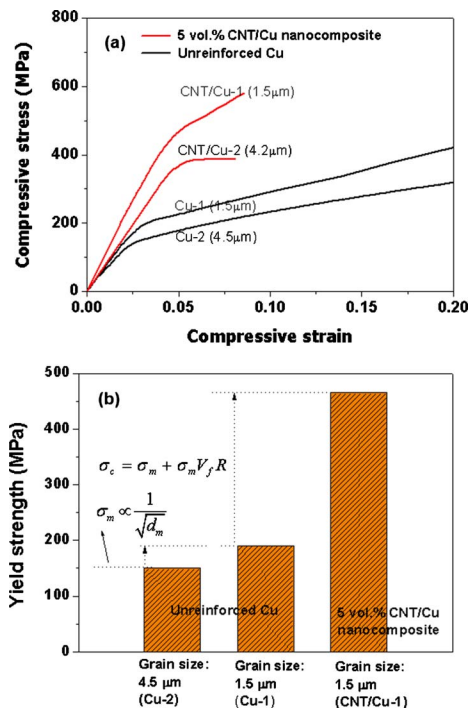 (a)
5 vol.% CNT/Cu nanocomposite
Unreinforced Cu
800
600
400
200
0
Compressive stress (MPa)
CNT/Cu-1 (1.5μm)
CNT/Cu-2 (4.2μm)
Cu-1 (1.5μm)
Cu-2 (4.5μm)
0.00 0.05 0.10 0.15 0.20
Compressive strain
(b)
500
400
300
200
100
0
Yield strength (MPa)
σc = σm + σmVfR
σm ∝ 1/√dm
Unreinforced Cu
5 vol.% CNT/Cu
nanocomposite
Grain size: Grain size: Grain size:
4.5 μm 1.5 μm 1.5 μm
(Cu-2) (Cu-1) (CNT/Cu-1)